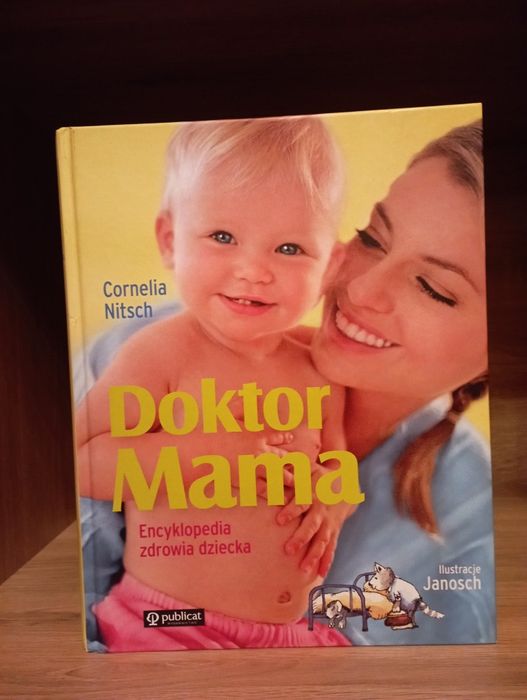 Cornelia
Nitsch
Doktor
Mama
Encyklopedia
zdrowia dziecka
Ilustracje
Janosch
publicat